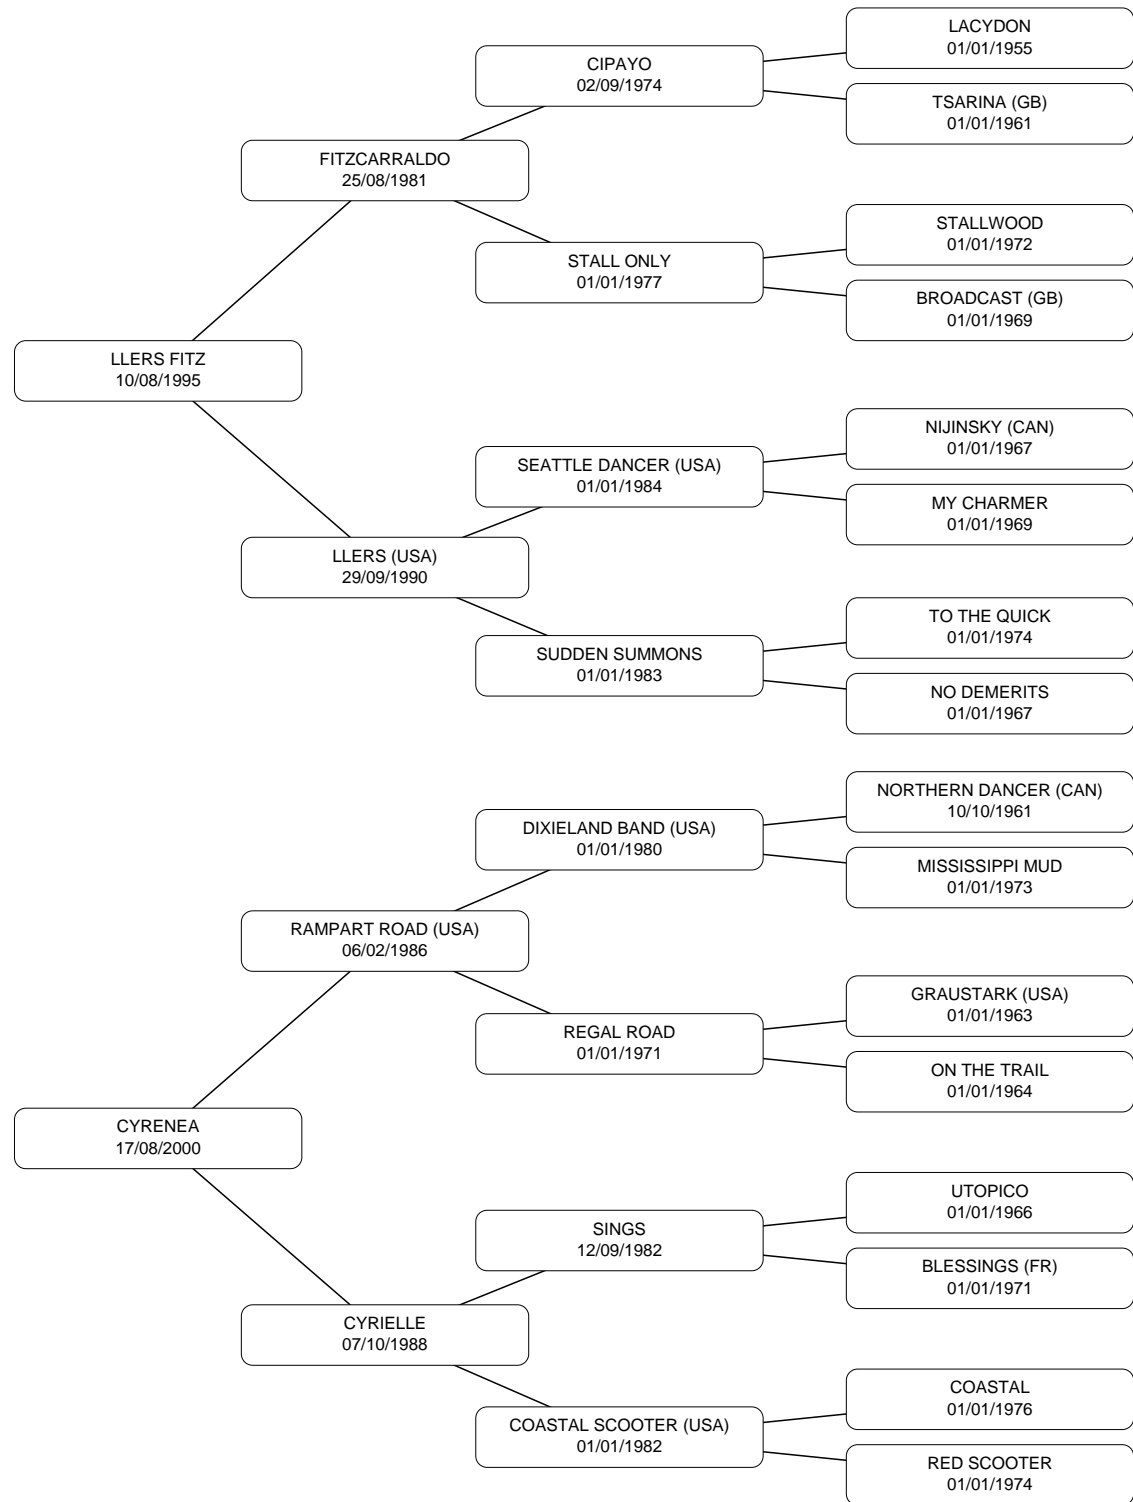 LACYDON
01/01/1955
CIPAYO
02/09/1974
TSARINA (GB)
01/01/1961
FITZCARRALDO
25/08/1981
STALLWOOD
01/01/1972
STALL ONLY
01/01/1977
BROADCAST (GB)
01/01/1969
LLERS FITZ
10/08/1995
NIJINSKY (CAN)
01/01/1967
SEATTLE DANCER (USA)
01/01/1984
MY CHARMER
01/01/1969
LLERS (USA)
29/09/1990
TO THE QUICK
01/01/1974
SUDDEN SUMMONS
01/01/1983
NO DEMERITS
01/01/1967
NORTHERN DANCER (CAN)
10/10/1961
DIXIELAND BAND (USA)
01/01/1980
MISSISSIPPI MUD
01/01/1973
RAMPART ROAD (USA)
06/02/1986
GRAUSTARK (USA)
01/01/1963
REGAL ROAD
01/01/1971
ON THE TRAIL
01/01/1964
CYRENEA
17/08/2000
UTOPICO
01/01/1966
SINGS
12/09/1982
BLESSINGS (FR)
01/01/1971
CYRIELLE
07/10/1988
COASTAL
01/01/1976
COASTAL SCOOTER (USA)
01/01/1982
RED SCOOTER
01/01/1974